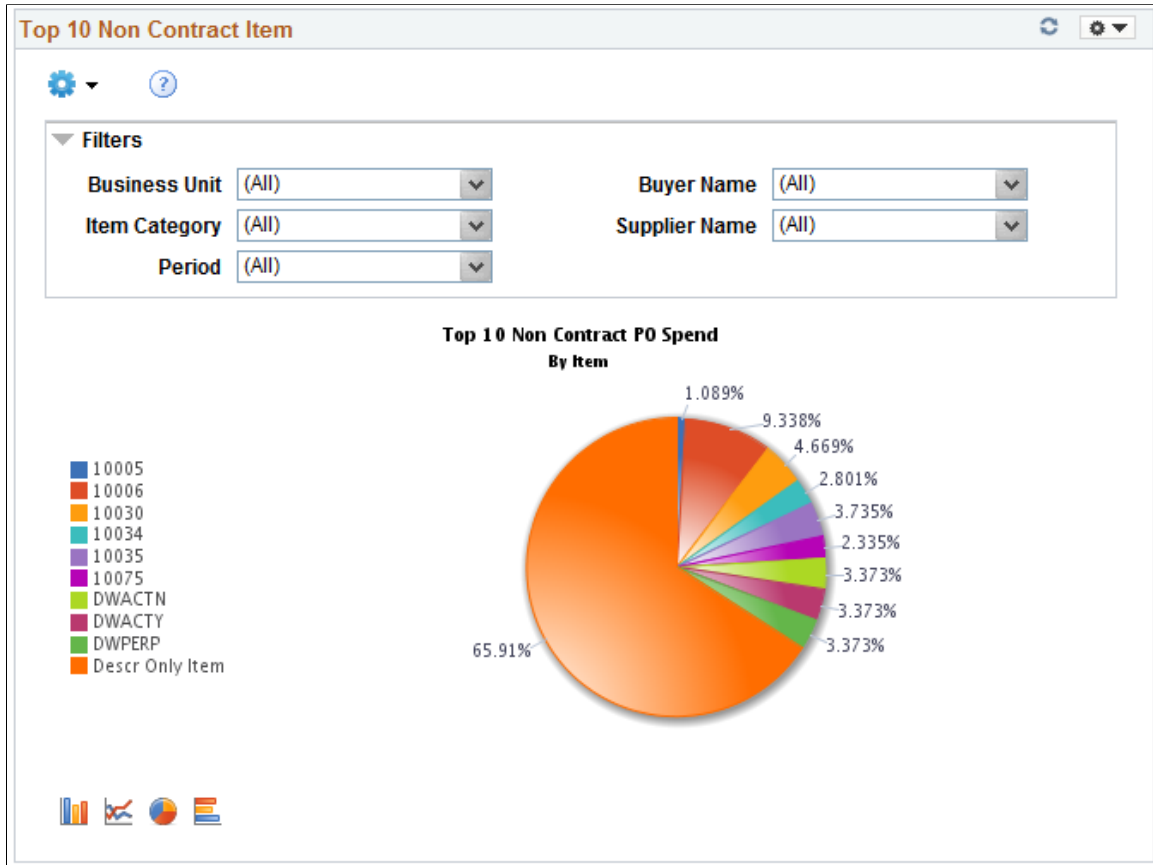 Top 10 Non Contract Item
?
Filters
Business Unit (All) Buyer Name (All)
Item Category (All) Supplier Name (All)
Period (All)
Top 10 Non Contract PO Spend
By Item
1.089%
9.338%
4.669%
2.801%
3.735%
2.335%
3.373%
3.373%
3.373%
65.91%
10005
10006
10030
10034
10035
10075
DWACTN
DWACTY
DWPERP
Descr Only Item